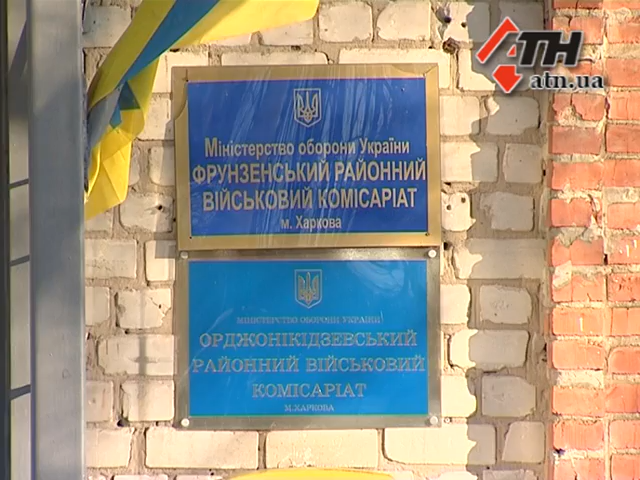 АТН
atn.ua
Міністерство оборони України
ФРУНЗЕНСЬКИЙ РАЙОННИЙ
ВІЙСЬКОВИЙ КОМІСАРІАТ
м. Харкова
МІНІСТЕРСТВО ОБОРОНИ УКРАЇНИ
ОРДЖОНІКІДЗЕВСЬКИЙ
РАЙОННИЙ ВІЙСЬКОВИЙ
КОМІСАРІАТ
М.ХАРКОВА